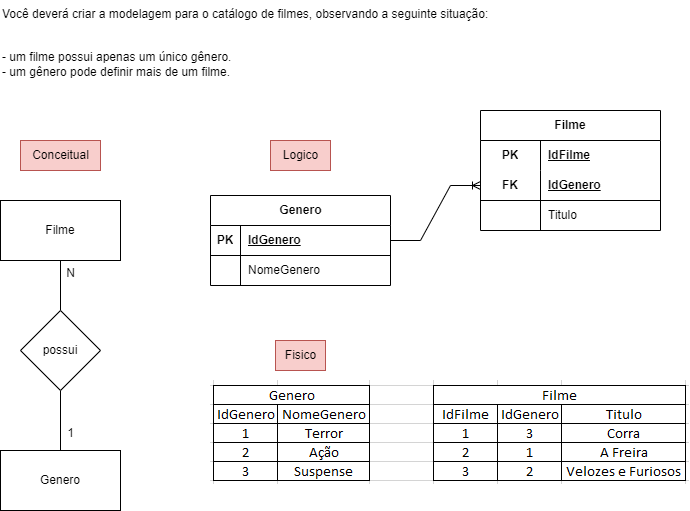 Você deverá criar a modelagem para o catálogo de filmes, observando a seguinte situação:
- um filme possui apenas um único gênero.
- um gênero pode definir mais de um filme.
Conceitual
Filme
N
possui
1
Genero
Logico
Genero
PK IdGenero
NomeGenero
Filme
PK IdFilme
FK IdGenero
Titulo
Fisico
Genero
IdGenero NomeGenero
1 Terror
2 Ação
3 Suspense
Filme
IdFilme IdGenero Titulo
1 3 Corra
2 1 A Freira
3 2 Velozes e Furiosos